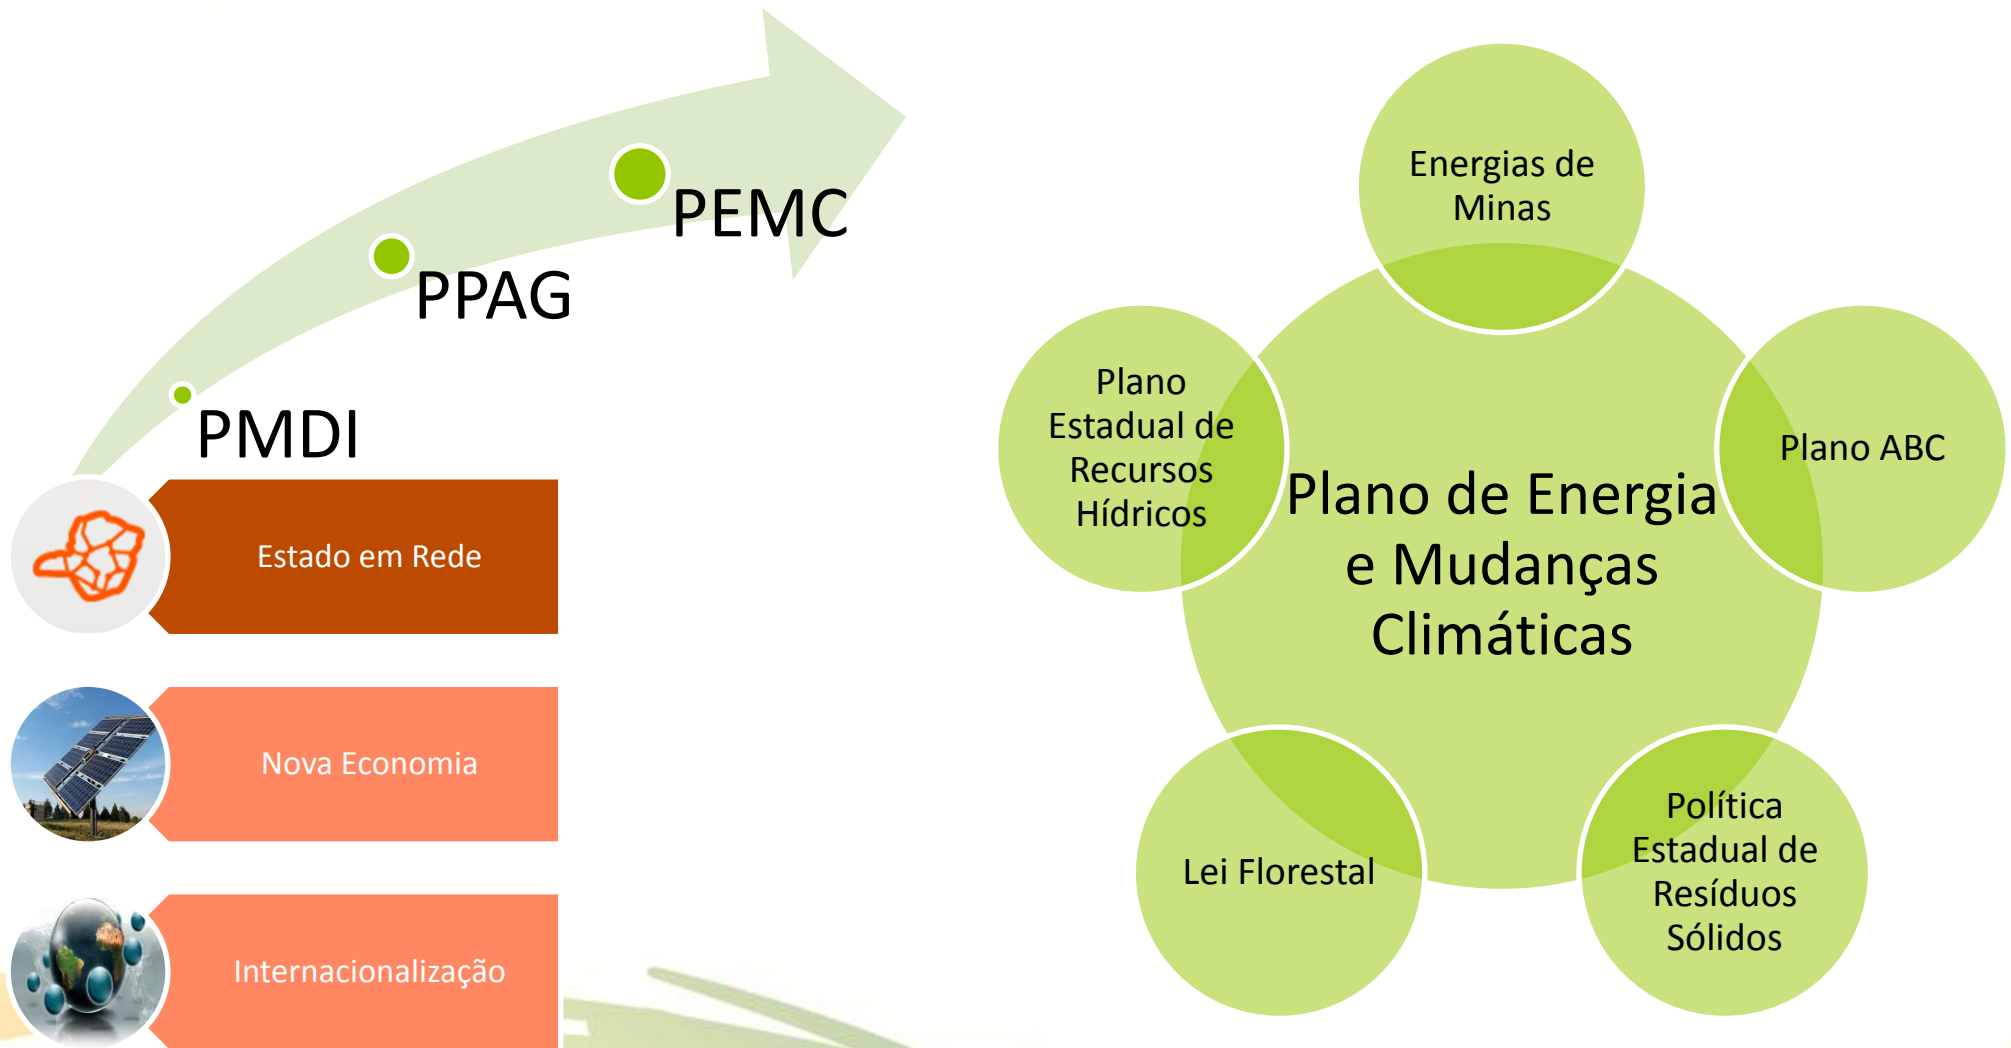 PEMC
PPAG
PMDI
Estado em Rede
Nova Economia
Internacionalização
Energias de
Minas
Plano ABC
Política
Estadual de
Resíduos
Sólidos
Lei Florestal
Plano
Estadual de
Recursos
Hídricos
Plano de Energia
e Mudanças
Climáticas